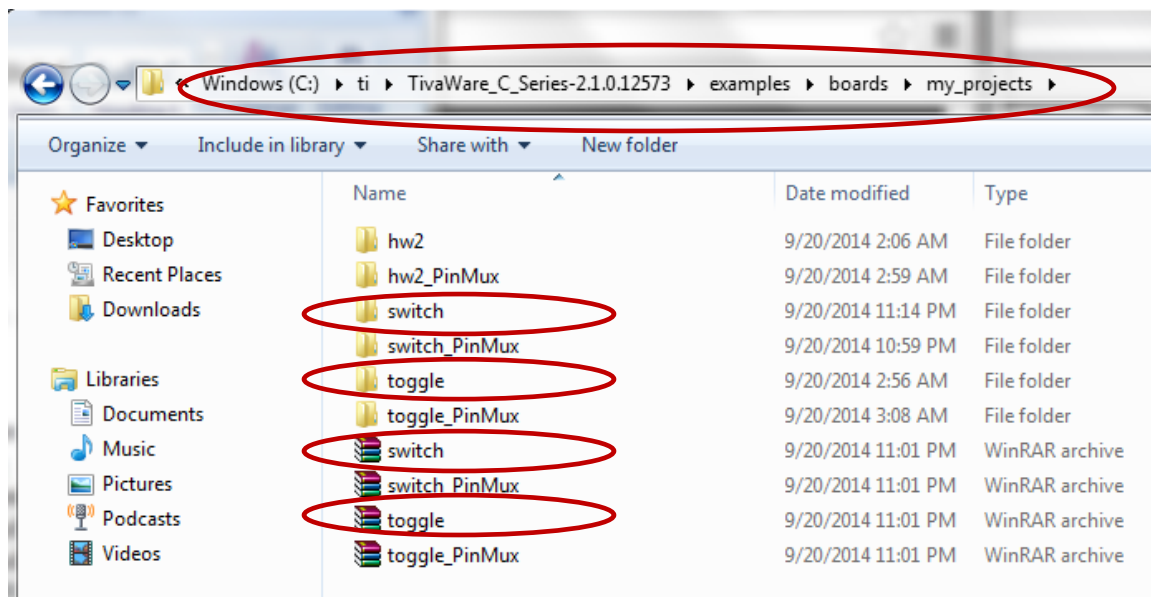 « Windows (C:) ▸ ti ▸ TivaWare_C_Series-2.1.0.12573 ▸ examples ▸ boards ▸ my_projects ▸
Organize ▾ Include in library ▾ Share with ▾ New folder
Favorites
Desktop
Recent Places
Downloads
Libraries
Documents
Music
Pictures
Podcasts
Videos
Name Date modified Type
hw2 9/20/2014 2:06 AM File folder
hw2_PinMux 9/20/2014 2:59 AM File folder
switch 9/20/2014 11:14 PM File folder
switch_PinMux 9/20/2014 10:59 PM File folder
toggle 9/20/2014 2:56 AM File folder
toggle_PinMux 9/20/2014 3:08 AM File folder
switch 9/20/2014 11:01 PM WinRAR archive
switch_PinMux 9/20/2014 11:01 PM WinRAR archive
toggle 9/20/2014 11:01 PM WinRAR archive
toggle_PinMux 9/20/2014 11:01 PM WinRAR archive